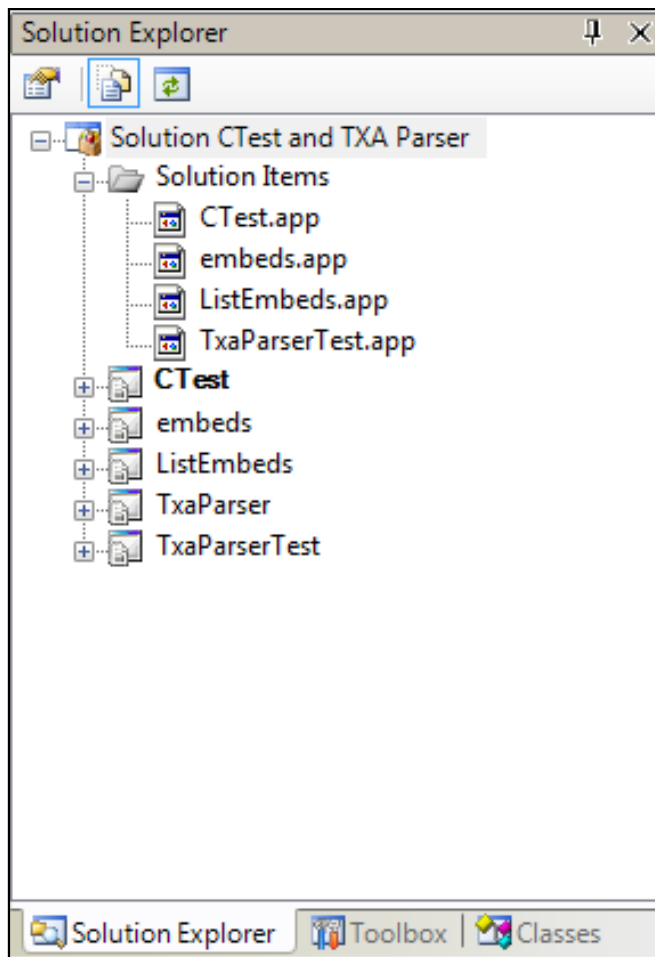 Solution Explorer
Solution CTest and TXA Parser
Solution Items
CTest.app
embeds.app
ListEmbeds.app
TxaParserTest.app
CTest
embeds
ListEmbeds
TxaParser
TxaParserTest
Solution Explorer Toolbox Classes